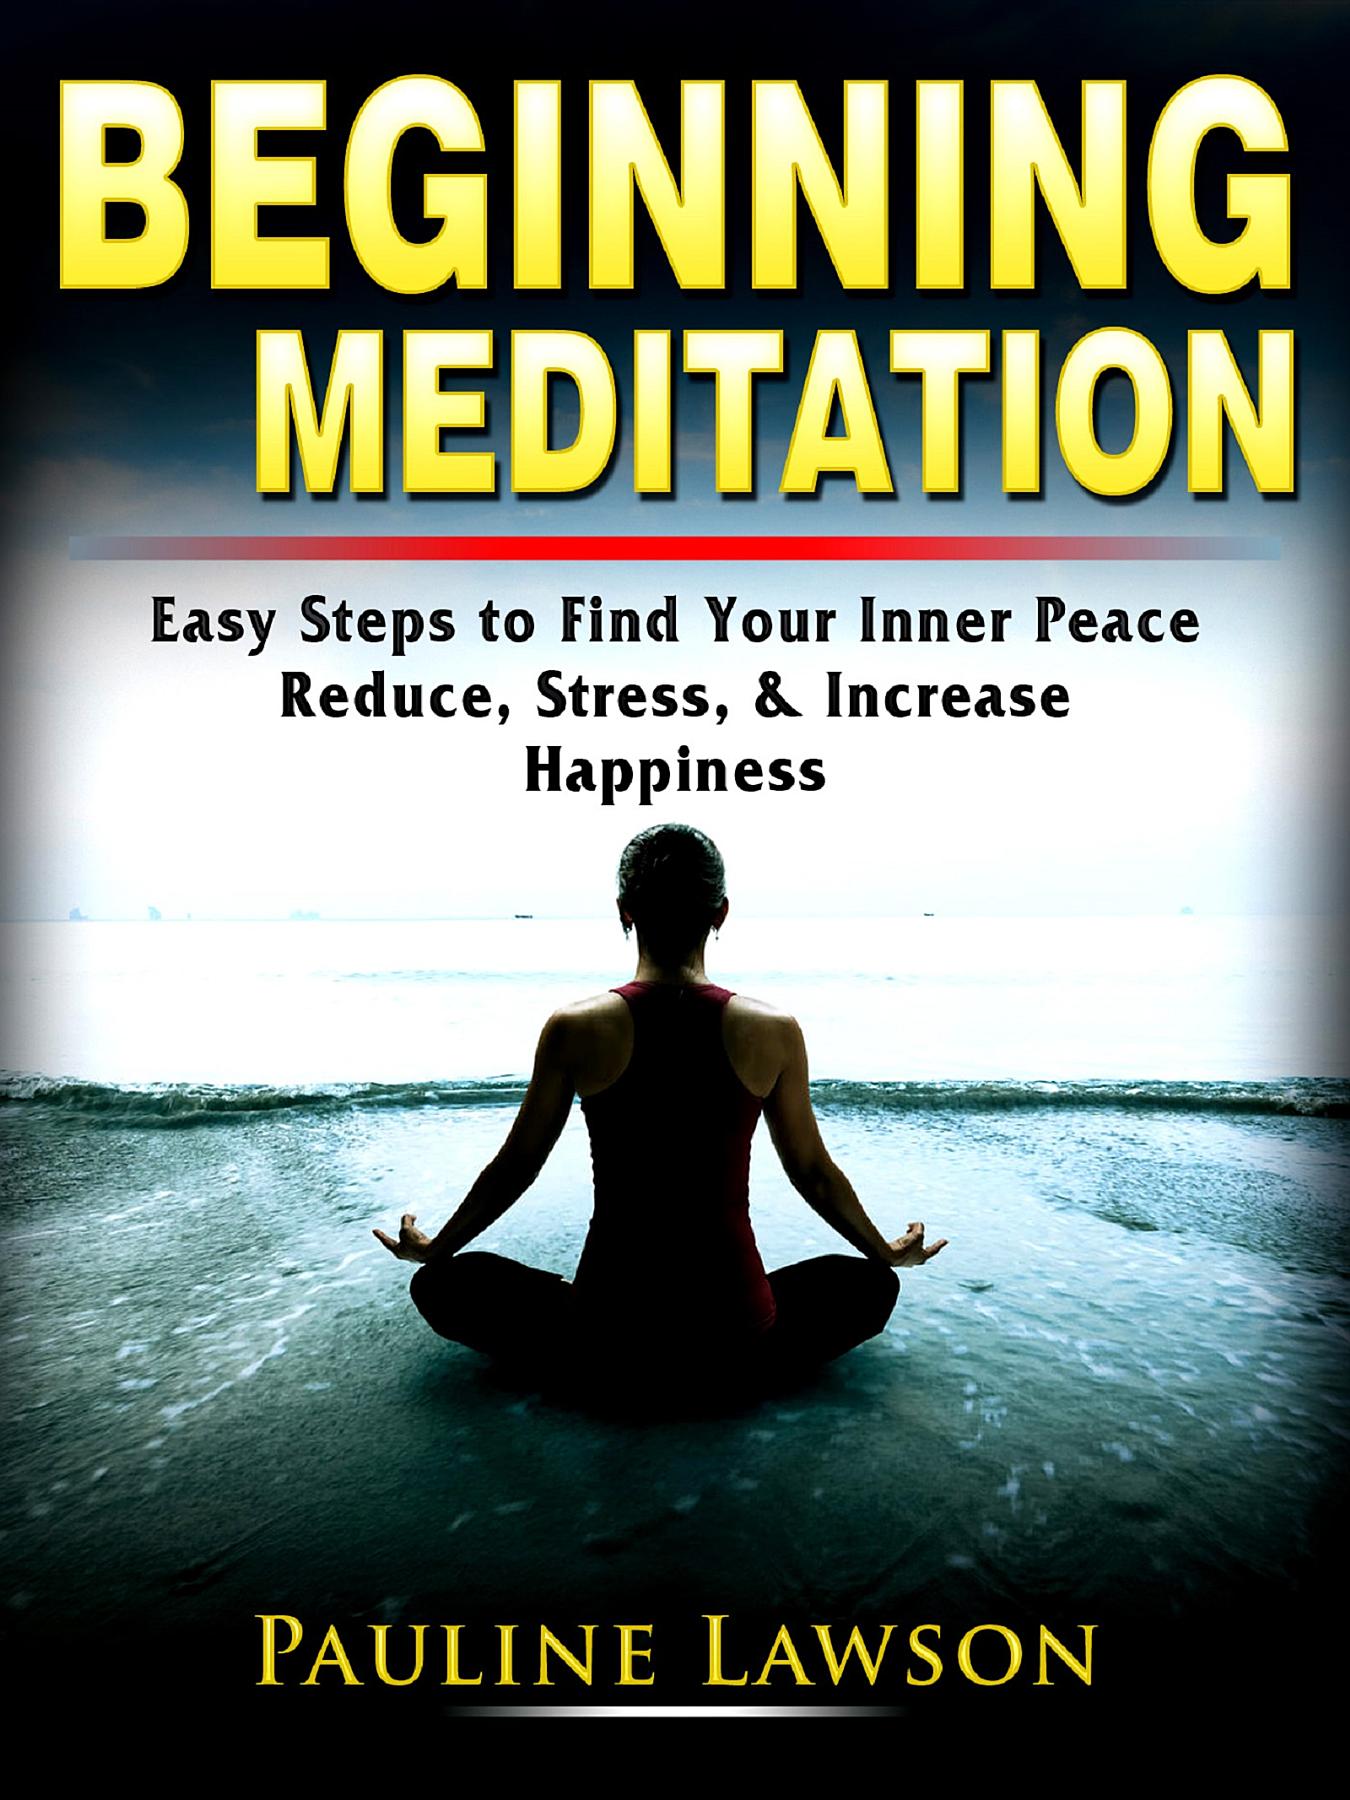 BEGINNING
MEDITATION
Easy Steps to Find Your Inner Peace
Reduce, Stress, & Increase
Happiness
PAULINE LAWSON